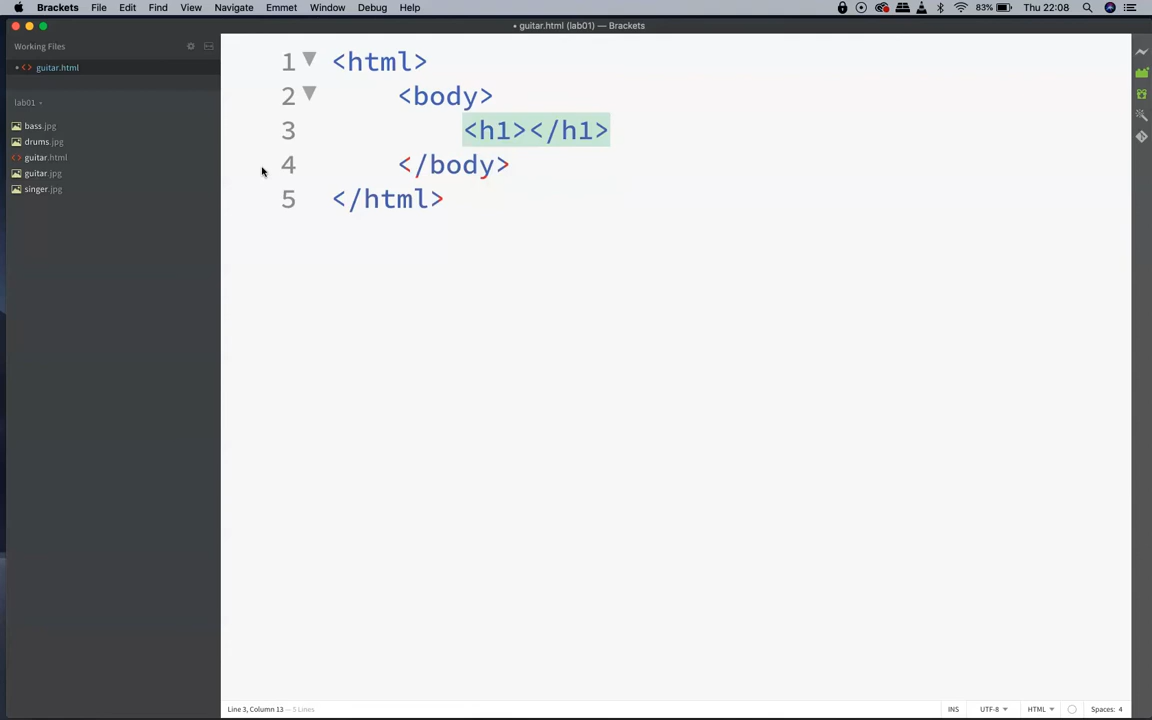 Brackets File Edit Find View Navigate Emmet Window Debug Help 83% Thu 22:08
• guitar.html (lab01) — Brackets
Working Files
• <> guitar.html
lab01
bass.jpg
drums.jpg
<> guitar.html
guitar.jpg
singer.jpg
1 <html>
2 <body>
3 <h1></h1>
4 </body>
5 </html>
Line 3, Column 13 — 5 Lines INS UTF-8 HTML Spaces: 4